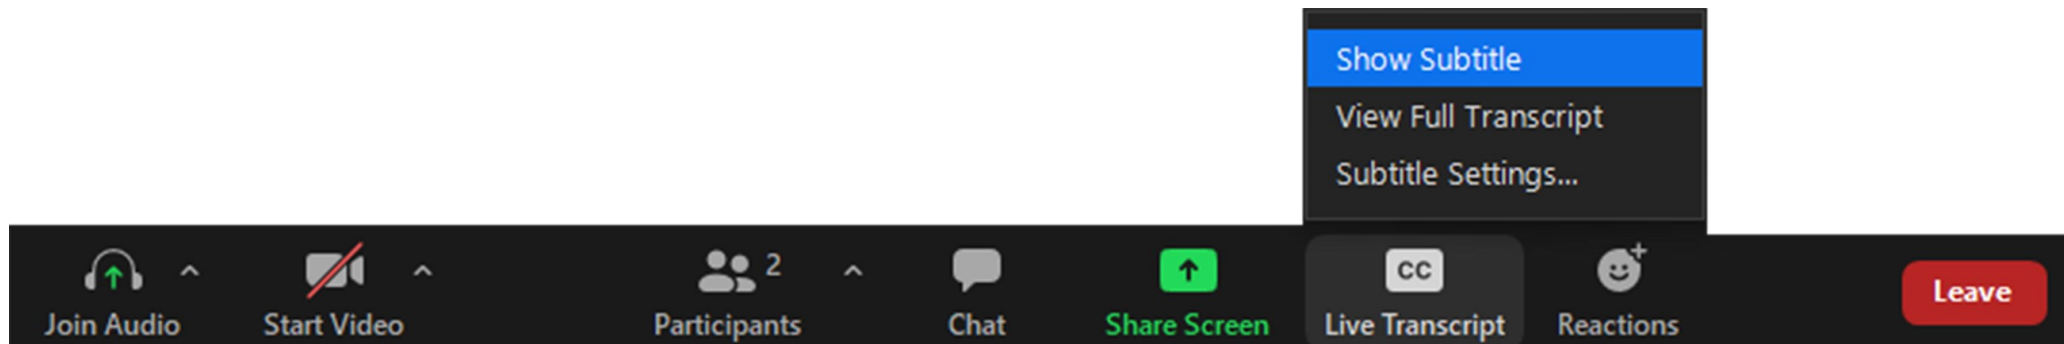 Show Subtitle
View Full Transcript
Subtitle Settings...
2
CC
Leave
Join Audio
Start Video
Participants
Chat
Share Screen
Live Transcript
Reactions